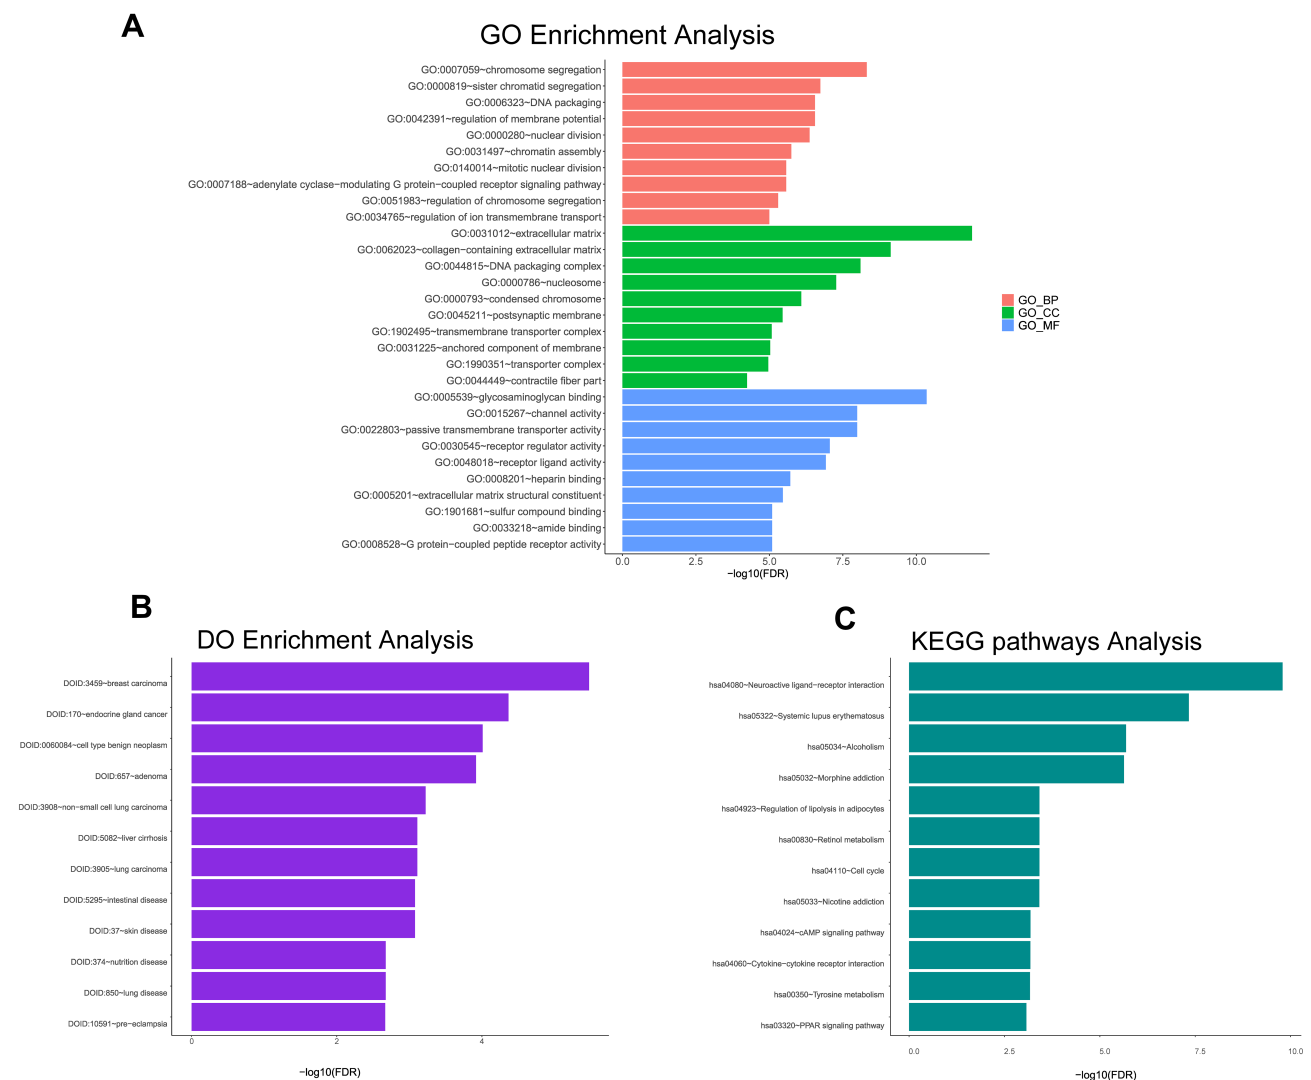 A
GO Enrichment Analysis
GO:0007059~chromosome segregation
GO:0000819~sister chromatid segregation
GO:0006323~DNA packaging
GO:0042391~regulation of membrane potential
GO:0000280~nuclear division
GO:0031497~chromatin assembly
GO:0140014~mitotic nuclear division
GO:0007188~adenylate cyclase−modulating G protein−coupled receptor signaling pathway
GO:0051983~regulation of chromosome segregation
GO:0034765~regulation of ion transmembrane transport
GO:0031012~extracellular matrix
GO:0062023~collagen−containing extracellular matrix
GO:0044815~DNA packaging complex
GO:0000786~nucleosome
GO:0000793~condensed chromosome
GO:0045211~postsynaptic membrane
GO:1902495~transmembrane transporter complex
GO:0031225~anchored component of membrane
GO:1990351~transporter complex
GO:0044449~contractile fiber part
GO:0005539~glycosaminoglycan binding
GO:0015267~channel activity
GO:0022803~passive transmembrane transporter activity
GO:0030545~receptor regulator activity
GO:0048018~receptor ligand activity
GO:0008201~heparin binding
GO:0005201~extracellular matrix structural constituent
GO:1901681~sulfur compound binding
GO:0033218~amide binding
GO:0008528~G protein−coupled peptide receptor activity
0.0 2.5 5.0 7.5 10.0
−log10(FDR)
GO_BP
GO_CC
GO_MF
B
DO Enrichment Analysis
DOID:3459~breast carcinoma
DOID:170~endocrine gland cancer
DOID:0060084~cell type benign neoplasm
DOID:657~adenoma
DOID:3908~non−small cell lung carcinoma
DOID:5082~liver cirrhosis
DOID:3905~lung carcinoma
DOID:5295~intestinal disease
DOID:37~skin disease
DOID:374~nutrition disease
DOID:850~lung disease
DOID:10591~pre−eclampsia
0 2 4
−log10(FDR)
C
KEGG pathways Analysis
hsa04080~Neuroactive ligand−receptor interaction
hsa05322~Systemic lupus erythematosus
hsa05034~Alcoholism
hsa05032~Morphine addiction
hsa04923~Regulation of lipolysis in adipocytes
hsa00830~Retinol metabolism
hsa04110~Cell cycle
hsa05033~Nicotine addiction
hsa04024~cAMP signaling pathway
hsa04060~Cytokine−cytokine receptor interaction
hsa00350~Tyrosine metabolism
hsa03320~PPAR signaling pathway
0.0 2.5 5.0 7.5 10.0
−log10(FDR)